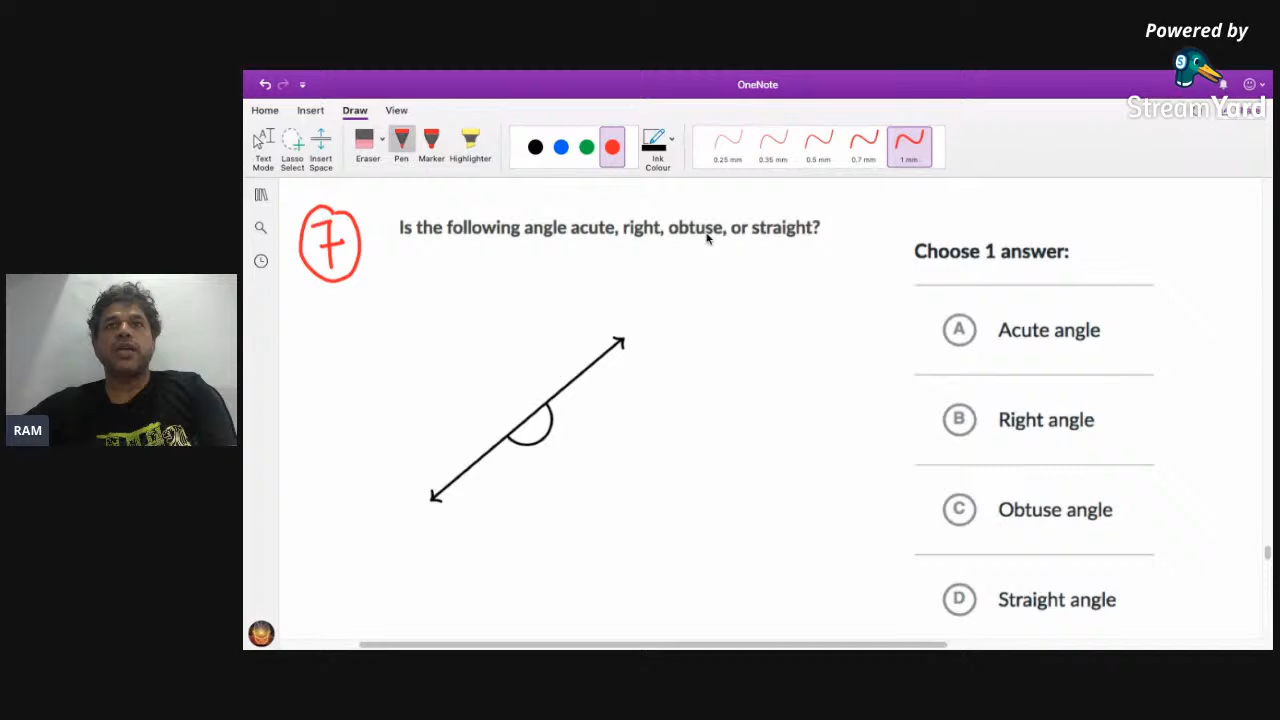 Powered by
StreamYard
OneNote
Home Insert Draw View
Text Mode
Lasso Select
Insert Space
Eraser
Pen
Marker
Highlighter
Ink Colour
0.25 mm
0.35 mm
0.5 mm
0.7 mm
1 mm
7
Is the following angle acute, right, obtuse, or straight?
Choose 1 answer:
A Acute angle
B Right angle
C Obtuse angle
D Straight angle
RAM